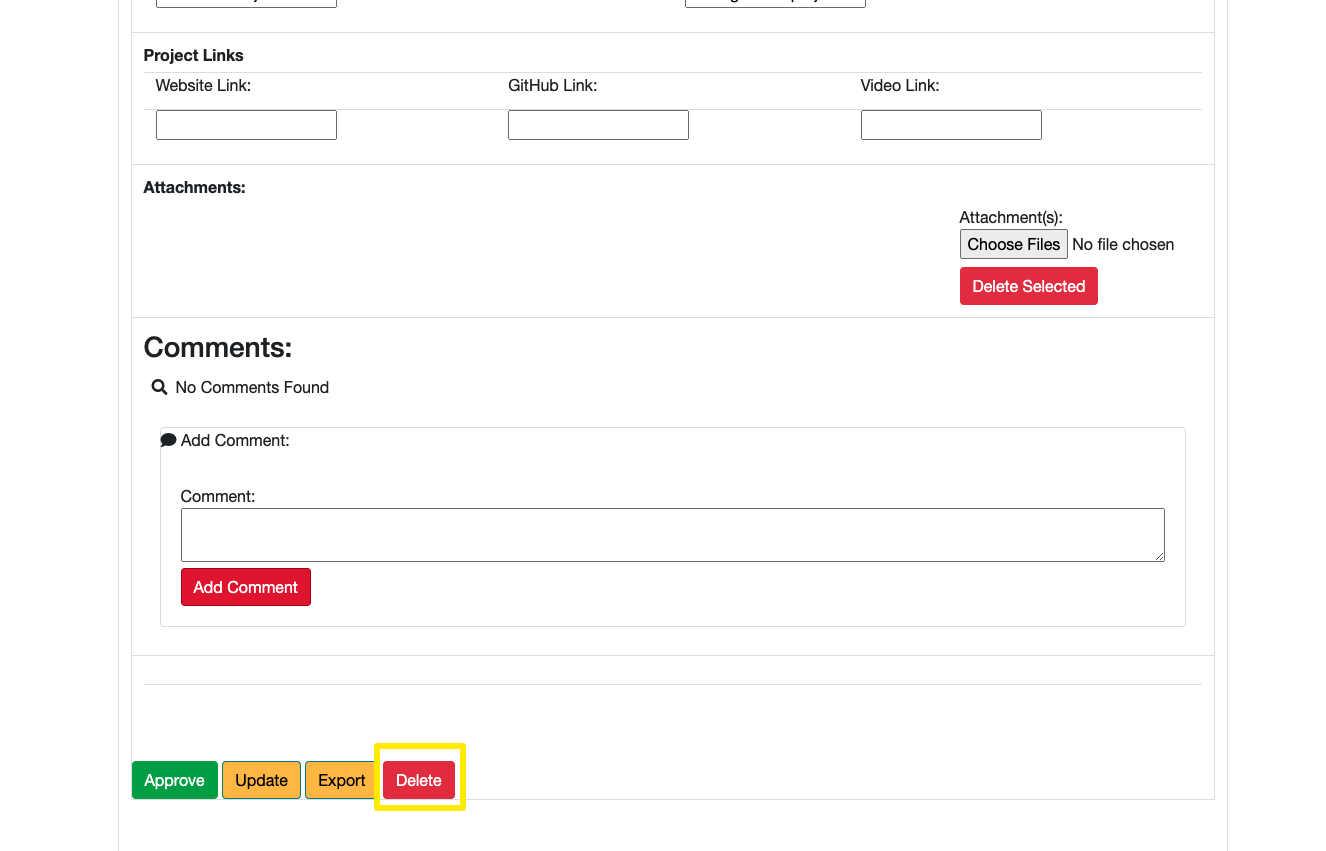 Project Links
Website Link: GitHub Link: Video Link:
Attachments:
Attachment(s):
Choose Files No file chosen
Delete Selected
Comments:
No Comments Found
Add Comment:
Comment:
Add Comment
Approve Update Export Delete